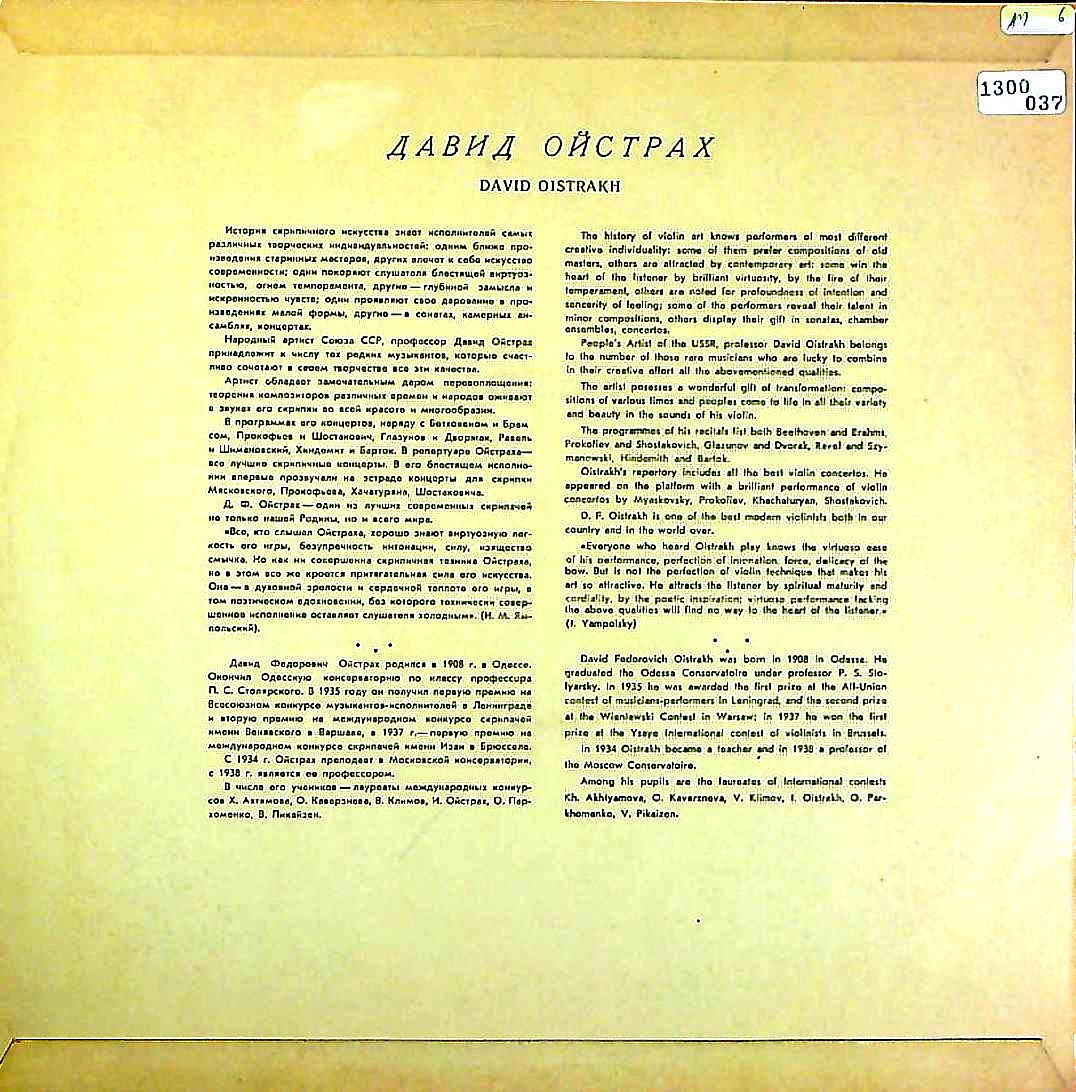 АМ 6
1300
037
ДАВИД ОЙСТРАХ
DAVID OISTRAKH
История скрипичного искусства знает исполнителей самых
различных творческих индивидуальностей: одним ближе про-
изведения старинных мастеров, других влечет к себе искусство
современности; одни покоряют слушателя блестящей виртуоз-
ностью, огнем темперамента, другие — глубиной замысла и
искренностью чувств; одни проявляют свое дарование в про-
изведениях малой формы, другие — в сонатах, камерных ан-
самблях, концертах.
Народный артист Союза ССР, профессор Давид Ойстрах
принадлежит к числу тех редких музыкантов, которые счаст-
ливо сочетают в своем творчестве все эти качества.
Артист обладает замечательным даром перевоплощения:
творения композиторов различных времен и народов оживают
в звуках его скрипки во всей красоте и многообразии.
В программах его концертов, наряду с Бетховеном и Брам
сом, Прокофьев и Шостакович, Глазунов и Дворжак, Равель
и Шимановский, Хиндемит и Барток. В репертуаре Ойстраха—
все лучшие скрипичные концерты. В его блестящем исполне-
нии впервые прозвучали на эстраде концерты для скрипки
Мясковского, Прокофьева, Хачатуряна, Шостаковича.
Д. Ф. Ойстрах — один из лучших современных скрипачей
не только нашей Родины, но и всего мира.
«Все, кто слышал Ойстраха, хорошо знают виртуозную лег-
кость его игры, безупречность интонации, силу, изящество
смычка. Но как ни совершенна скрипичная техника Ойстраха,
не в этом все же кроется притягательная сила его искусства.
Она — в духовной зрелости и сердечной теплоте его игры, в
том поэтическом вдохновении, без которого технически совер-
шенное исполнение оставляет слушателя холодным». (И. М. Ям-
польский).
* * *
Давид Федорович Ойстрах родился в 1908 г. в Одессе.
Окончил Одесскую консерваторию по классу профессора
П. С. Столярского. В 1935 году он получил первую премию на
Всесоюзном конкурсе музыкантов-исполнителей в Ленинграде
и вторую премию на международном конкурсе скрипачей
имени Венявского в Варшаве, в 1937 г.— первую премию на
международном конкурсе скрипачей имени Изаи в Брюсселе.
С 1934 г. Ойстрах преподает в Московской консерватории,
с 1938 г. является ее профессором.
В числе его учеников — лауреаты международных конкур-
сов Х. Ахтямова, О. Каверзнева, В. Климов, И. Ойстрах, О. Пар-
хоменко, В. Пикайзен.
The history of violin art knows performers of most different
creative individuality: some of them prefer compositions of old
masters, others are attracted by contemporary art; some win the
heart of the listener by brilliant virtuosity, by the fire of their
temperament, others are noted for profoundness of intention and
sencerity of feeling; some of the performers reveal their talent in
minor compositions, others display their gift in sonatas, chamber
ensembles, concertos.
People's Artist of the USSR, professor David Oistrakh belongs
to the number of those rare musicians who are lucky to combine
in their creative effort all the abovementioned qualities.
The artist posesses a wonderful gift of transformation: compo-
sitions of various times and peoples come to life in all their variety
and beauty in the sounds of his violin.
The programmes of his recitals list both Beethoven and Brahms,
Prokofiev and Shostakovich, Glazunov and Dvorak, Ravel and Szy-
manowski, Hindemith and Bartok.
Oistrakh's repertory includes all the best violin concertos. He
appeared on the platform with a brilliant performance of violin
concertos by Myaskovsky, Prokofiev, Khachaturyan, Shostakovich.
D. F. Oistrakh is one of the best modern violinists both in our
country and in the world over.
«Everyone who heard Oistrakh play knows the virtuoso ease
of his performance, perfection of intonation, force, delicacy of the
bow. But is not the perfection of violin technique that makes his
art so attractive. He attracts the listener by spiritual maturity and
cordiality, by the poetic inspiration; virtuoso performance lacking
the above qualities will find no way to the heart of the listener.»
(I. Yampolsky)
* * *
David Fedorovich Oistrakh was born in 1908 in Odessa. He
graduated the Odessa Conservatoire under professor P. S. Sto-
lyarsky. In 1935 he was awarded the first prize at the All-Union
contest of musicians-performers in Leningrad, and the second prize
at the Wieniewski Contest in Warsaw; in 1937 he won the first
prize at the Ysaye International contest of violinists in Brussels.
In 1934 Oistrakh became a teacher and in 1938 a professor of
the Moscow Conservatoire.
Among his pupils are the laureates of International contests
Kh. Akhtyamova, O. Kaverzneva, V. Klimov, I. Oistrakh, O. Par-
khomenko, V. Pikaizen.